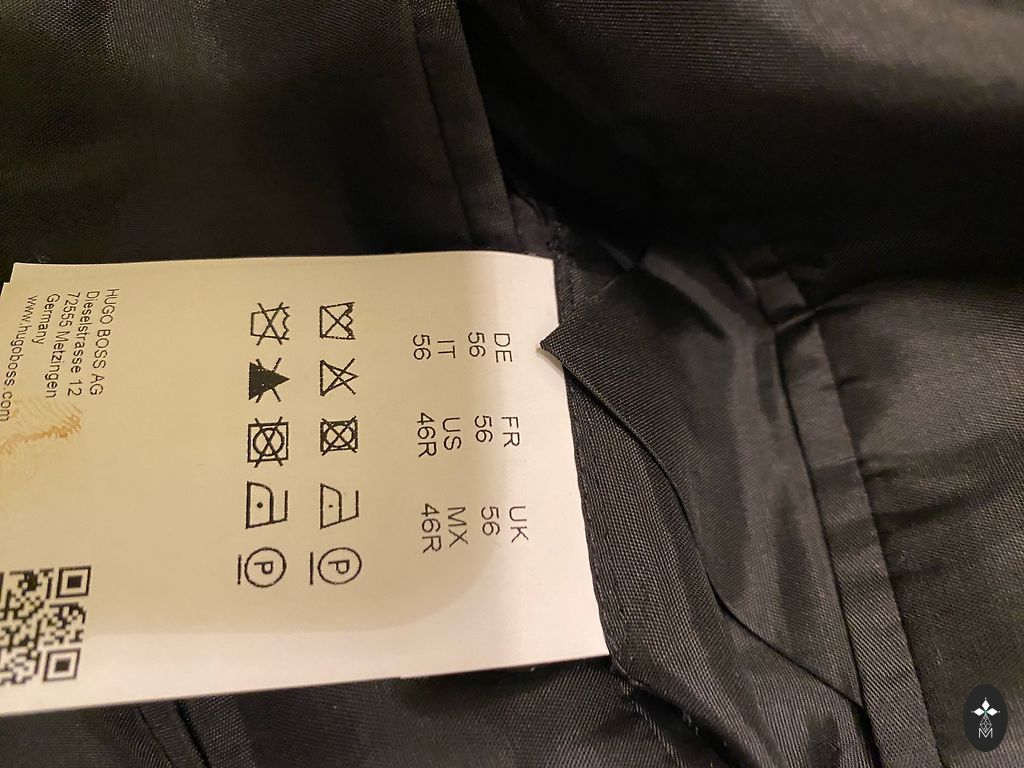 DE FR UK
56 56 56
IT US MX
56 46R 46R
P
P
HUGO BOSS AG
Dieselstrasse 12
72555 Metzingen
Germany
www.hugoboss.com
M